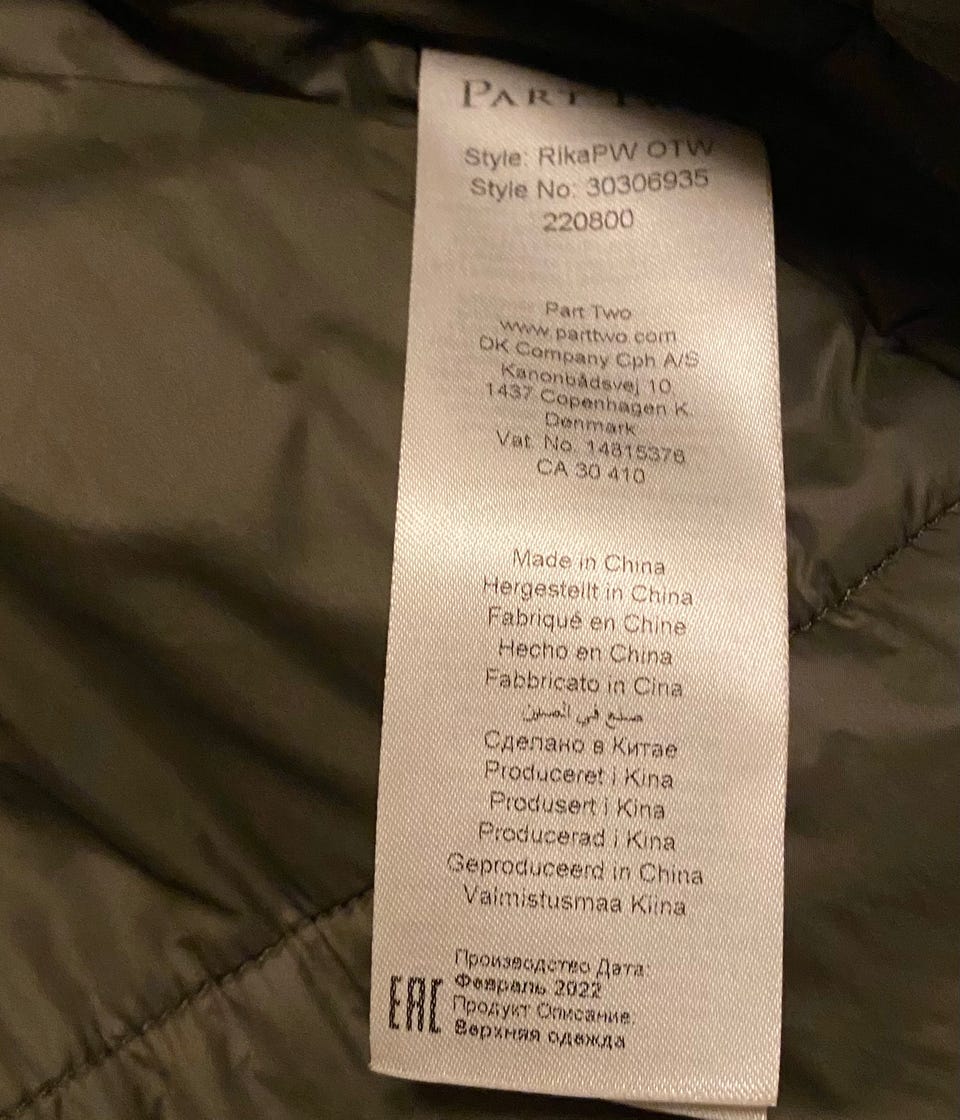 PART
Style: RikaPW OTW
Style No: 30306935
220800
Part Two
www.parttwo.com
DK Company Cph A/S
Kanonbådsvej 10
1437 Copenhagen K
Denmark
Vat. No. 14815376
CA 30 410
Made in China
Hergestellt in China
Fabriqué en Chine
Hecho en China
Fabbricato in Cina
صنع في الصين
Сделано в Китае
Produceret i Kina
Produsert i Kina
Producerad i Kina
Geproduceerd in China
Valmistusmaa Kiina
Производство Дата:
Февраль 2022
Продукт Описание:
Верхняя одежда
EAC